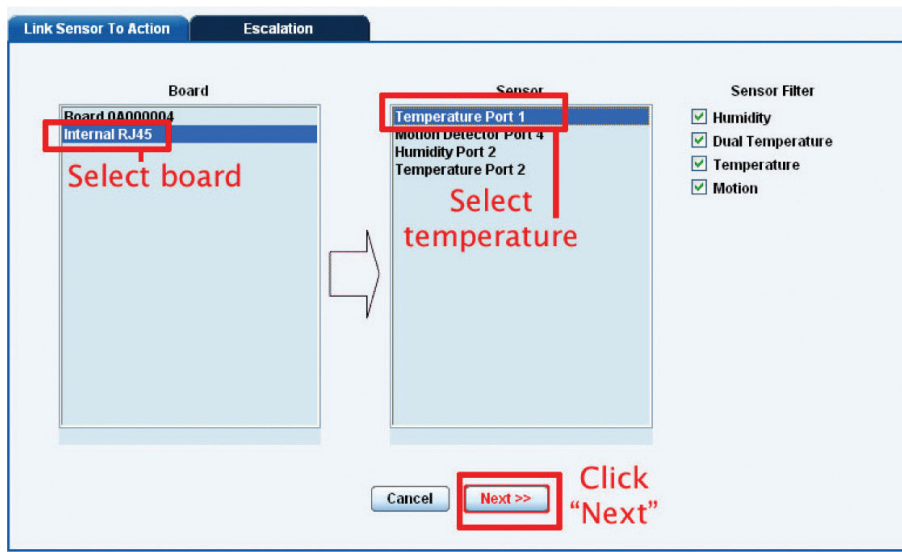 Link Sensor To Action
Escalation
Board
Board 0A000004
Internal RJ45
Select board
Sensor
Temperature Port 1
Motion Detector Port 4
Humidity Port 2
Temperature Port 2
Select
temperature
Sensor Filter
Humidity
Dual Temperature
Temperature
Motion
Cancel
Next >>
Click
“Next”